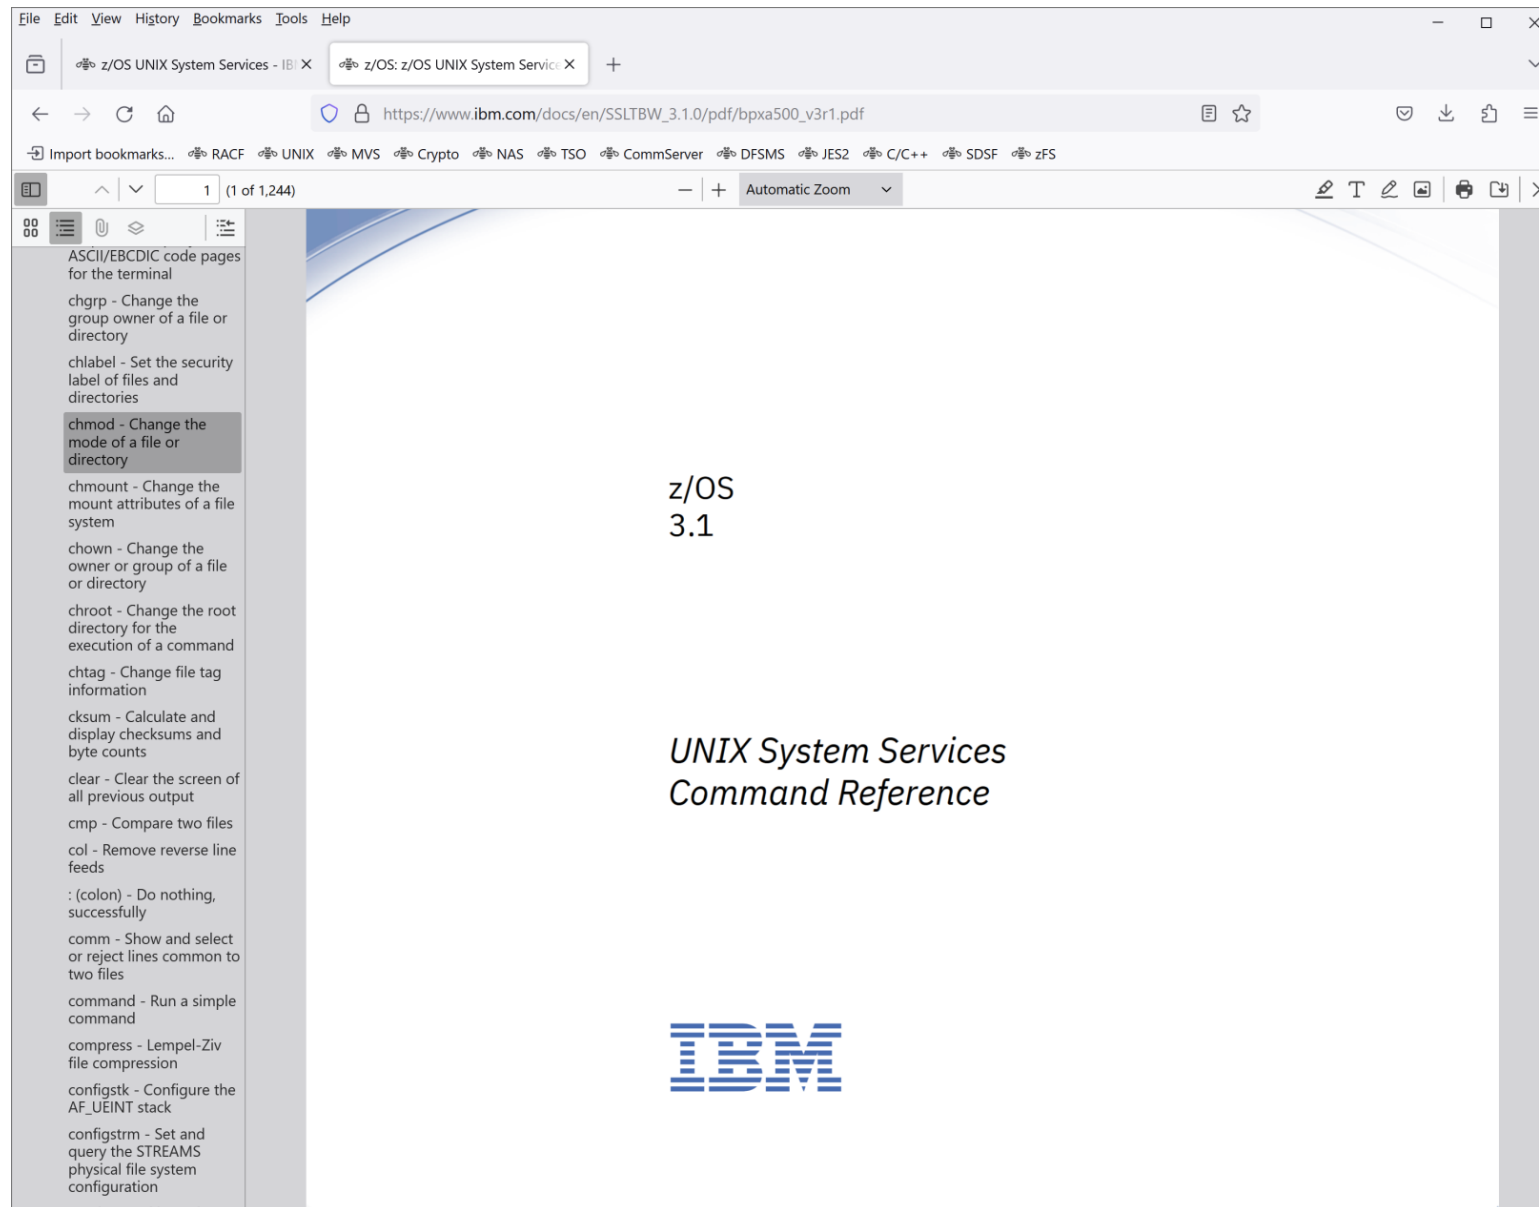 File Edit View History Bookmarks Tools Help
z/OS UNIX System Services - IB
z/OS: z/OS UNIX System Service
https://www.ibm.com/docs/en/SSLTBW_3.1.0/pdf/bpxa500_v3r1.pdf
Import bookmarks... RACF UNIX MVS Crypto NAS TSO CommServer DFSMS JES2 C/C++ SDSF zFS
1 (1 of 1,244)
Automatic Zoom
ASCII/EBCDIC code pages
for the terminal
chgrp - Change the
group owner of a file or
directory
chlabel - Set the security
label of files and
directories
chmod - Change the
mode of a file or
directory
chmount - Change the
mount attributes of a file
system
chown - Change the
owner or group of a file
or directory
chroot - Change the root
directory for the
execution of a command
chtag - Change file tag
information
cksum - Calculate and
display checksums and
byte counts
clear - Clear the screen of
all previous output
cmp - Compare two files
col - Remove reverse line
feeds
: (colon) - Do nothing,
successfully
comm - Show and select
or reject lines common to
two files
command - Run a simple
command
compress - Lempel-Ziv
file compression
configstk - Configure the
AF_UEINT stack
configstrm - Set and
query the STREAMS
physical file system
configuration
z/OS
3.1
UNIX System Services
Command Reference
IBM